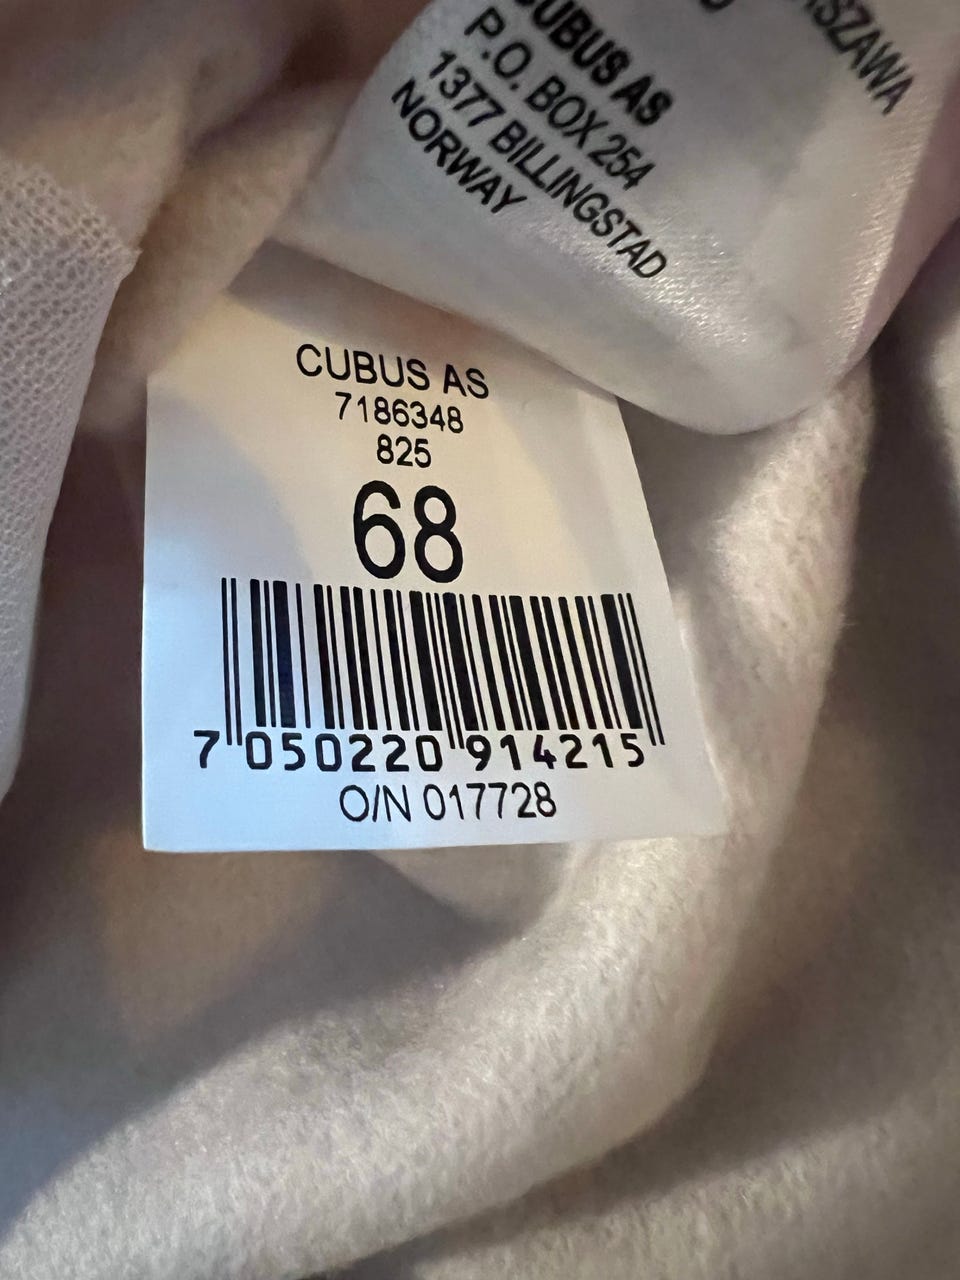 CUBUS AS
P.O. BOX 254
1377 BILLINGSTAD
NORWAY
CUBUS AS
7186348
825
68
7 050220 914215
O/N 017728